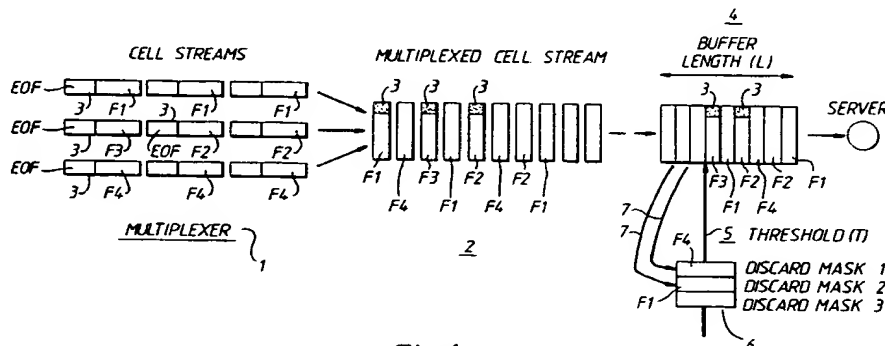 CELL STREAMS
MULTIPLEXED CELL STREAM
4
BUFFER
LENGTH (L)
EOF
3
F1
3
F1
F1
EOF
3
F3
EOF
F2
F2
EOF
3
F4
F4
F4
MULTIPLEXER
1
3
3
3
F1
F4
F3
F1
F2
F4
F2
F1
2
3
3
SERVER
F3
F1
F2
F4
F2
F1
7
7
5
THRESHOLD (T)
F4
F1
DISCARD MASK 1
DISCARD MASK 2
DISCARD MASK 3
6